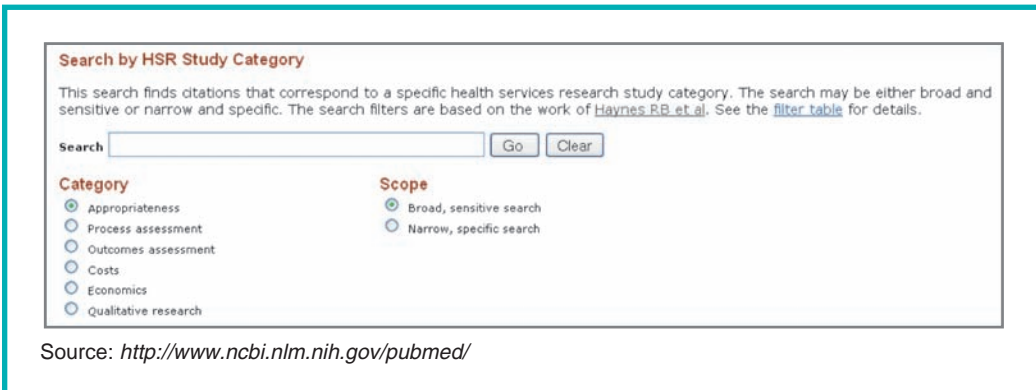 Search by HSR Study Category
This search finds citations that correspond to a specific health services research study category. The search may be either broad and
sensitive or narrow and specific. The search filters are based on the work of Haynes RB et al. See the filter table for details.
Search Go Clear
Category Scope
Appropriateness Broad, sensitive search
Process assessment Narrow, specific search
Outcomes assessment
Costs
Economics
Qualitative research
Source: http://www.ncbi.nlm.nih.gov/pubmed/